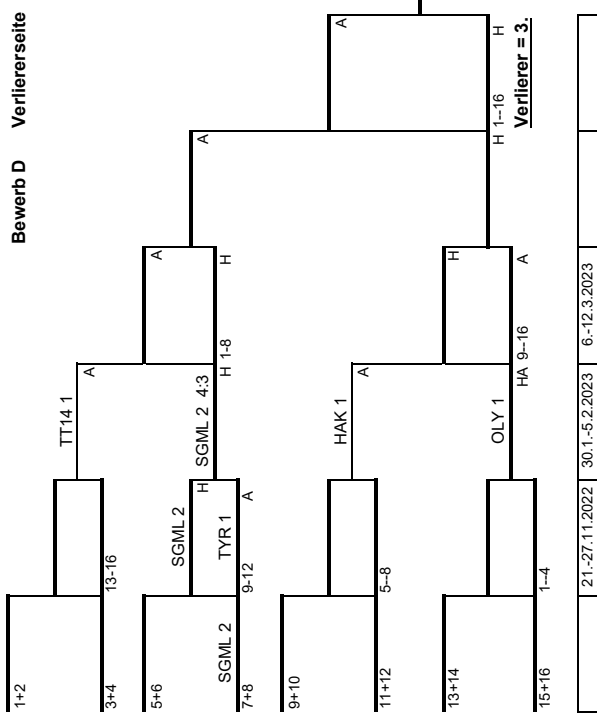 Bewerb D Verliererseite
1+2
3+4
13-16
TT14 1
A
5+6
SGML 2
H
SGML 2 4:3
H 1-8
7+8
SGML 2
9-12
TYR 1
A
A
H
A
9+10
11+12
5--8
HAK 1
A
13+14
15+16
1--4
OLY 1
HA 9--16
H
A
H 1--16
A
H
Verlierer = 3.
21.-27.11.2022 30.1.-5.2.2023 6.-12.3.2023